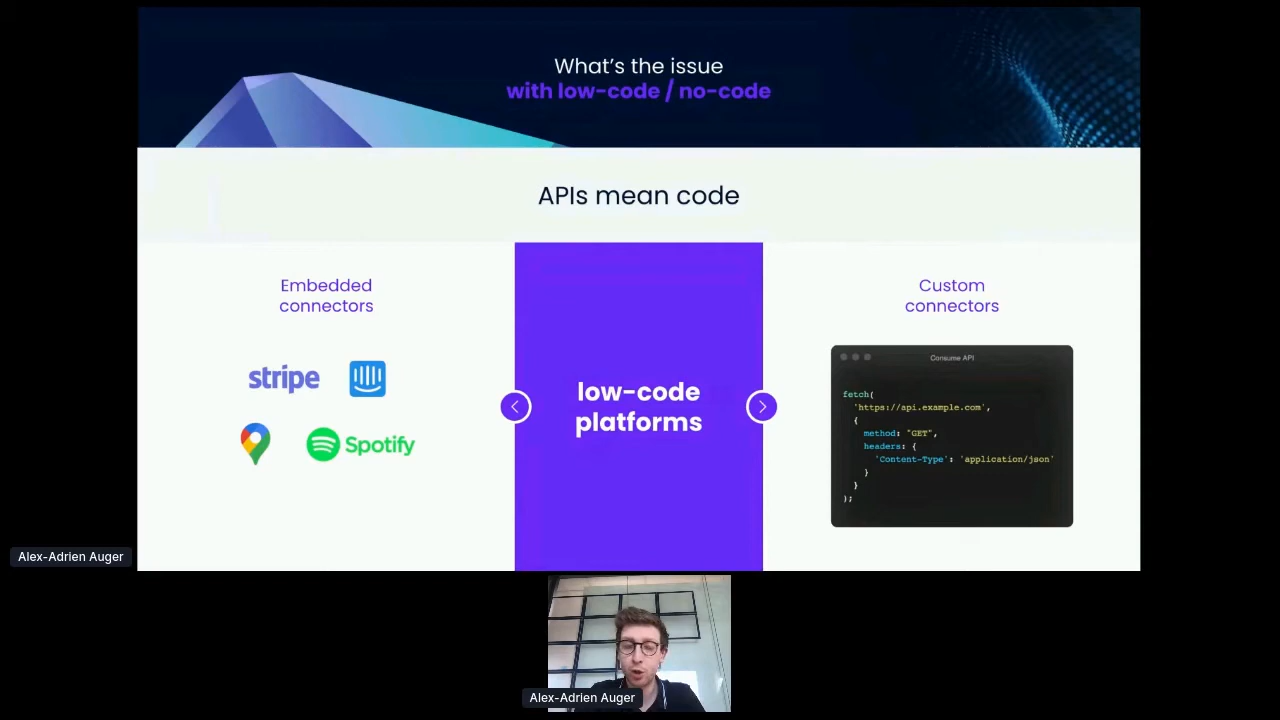 What's the issue
with low-code / no-code
APIs mean code
Embedded
connectors
stripe
Spotify
low-code
platforms
Custom
connectors
Consume API
fetch(
'https://api.example.com',
{
method: "GET",
headers: {
'Content-Type': 'application/json'
}
}
);
Alex-Adrien Auger
Alex-Adrien Auger